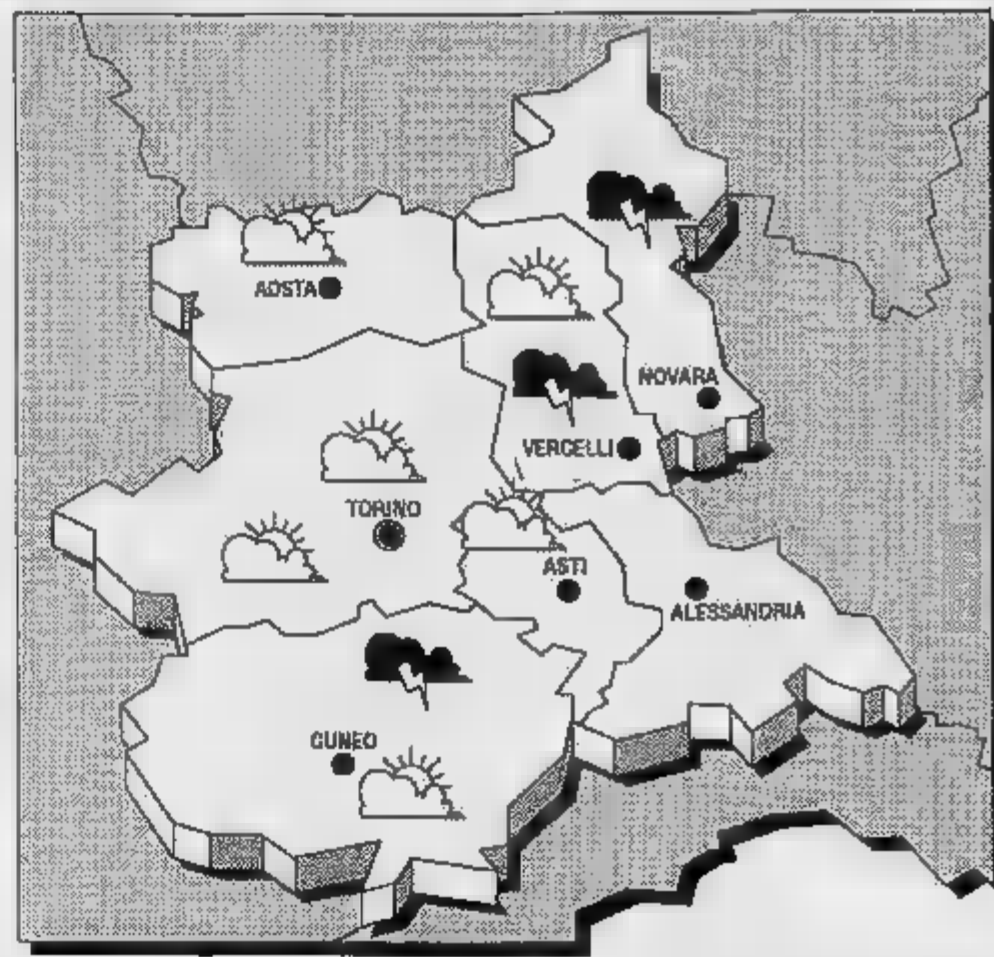 AOSTA
NOVARA
VERCELLI
TORINO
ASTI
ALESSANDRIA
CUNEO